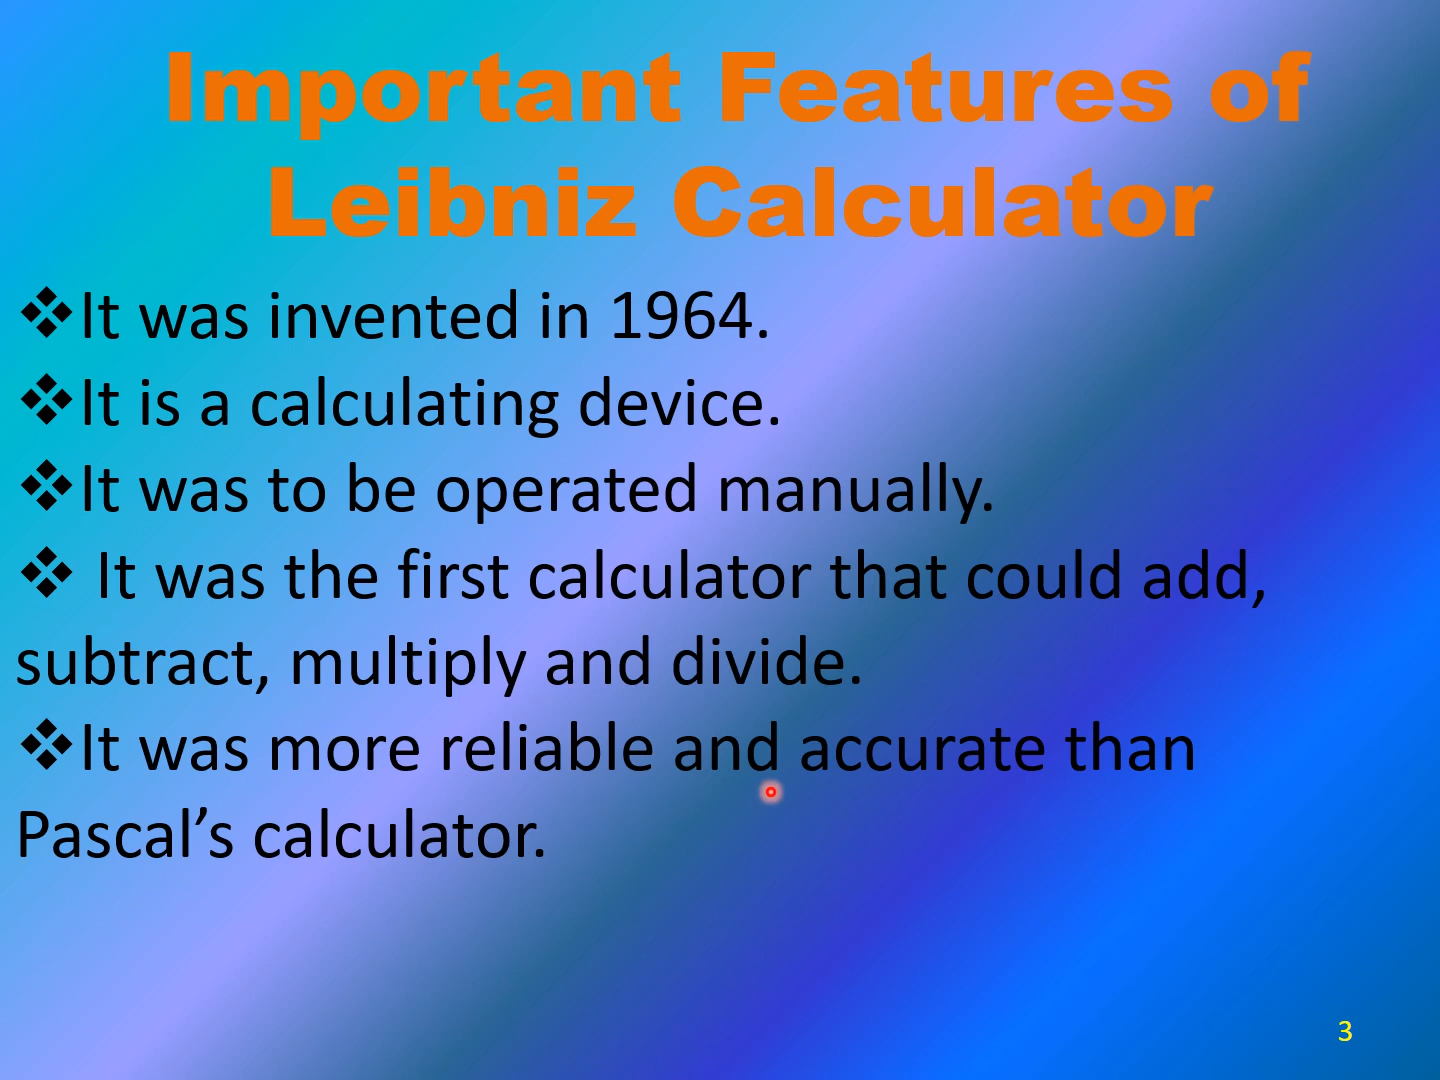 Important Features of
Leibniz Calculator
❖It was invented in 1964.
❖It is a calculating device.
❖It was to be operated manually.
❖ It was the first calculator that could add,
subtract, multiply and divide.
❖It was more reliable and accurate than
Pascal’s calculator.
3